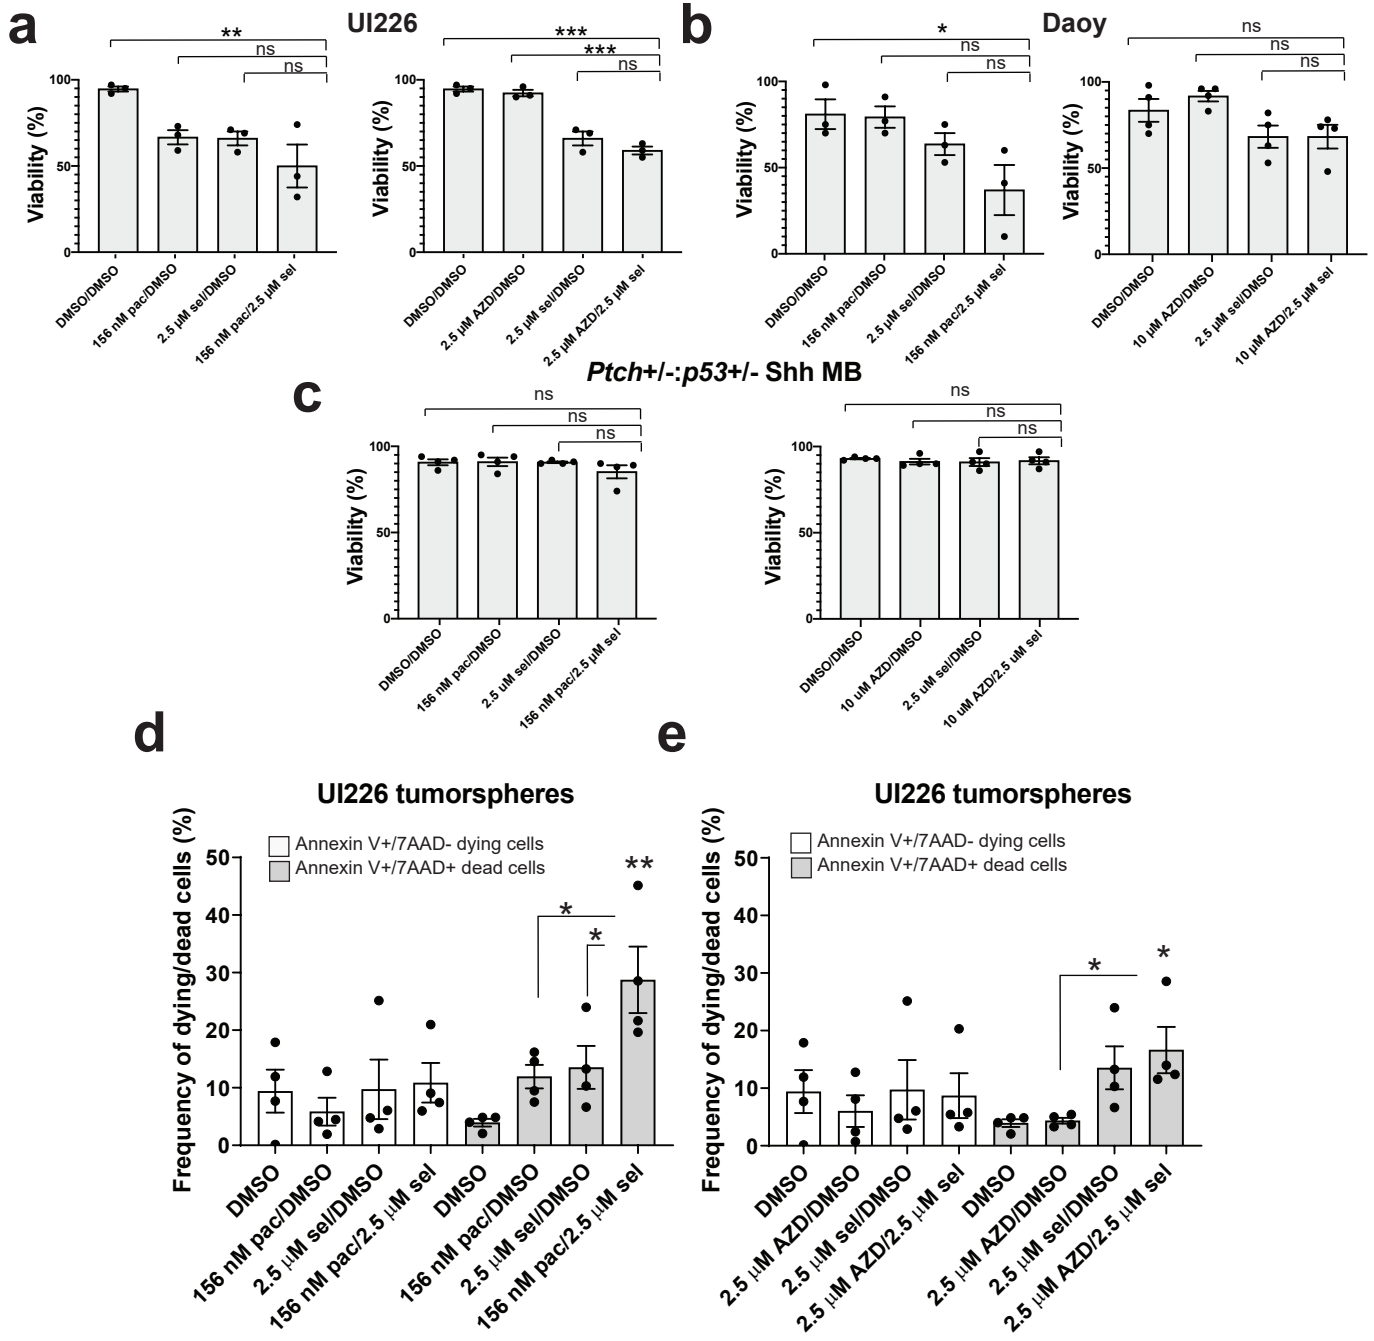 a
UI226
**
ns
ns
Viability (%)
100
50
0
DMSO/DMSO
156 nM pac/DMSO
2.5 μM sel/DMSO
156 nM pac/2.5 μM sel
***
***
ns
Viability (%)
100
50
0
DMSO/DMSO
2.5 μM AZD/DMSO
2.5 μM sel/DMSO
2.5 μM AZD/2.5 μM sel
b
Daoy
*
ns
ns
Viability (%)
100
50
0
DMSO/DMSO
156 nM pac/DMSO
2.5 μM sel/DMSO
156 nM pac/2.5 μM sel
ns
ns
ns
Viability (%)
100
50
0
DMSO/DMSO
10 μM AZD/DMSO
2.5 μM sel/DMSO
10 μM AZD/2.5 μM sel
c
Ptch+/-:p53+/- Shh MB
ns
ns
ns
Viability (%)
100
50
0
DMSO/DMSO
156 nM pac/DMSO
2.5 uM sel/DMSO
156 nM pac/2.5 μM sel
ns
ns
ns
Viability (%)
100
50
0
DMSO/DMSO
10 uM AZD/DMSO
2.5 uM sel/DMSO
10 uM AZD/2.5 uM sel
d
UI226 tumorspheres
Annexin V+/7AAD- dying cells
Annexin V+/7AAD+ dead cells
Frequency of dying/dead cells (%)
50
40
30
20
10
0
*
*
**
DMSO
156 nM pac/DMSO
2.5 μM sel/DMSO
156 nM pac/2.5 μM sel
DMSO
156 nM pac/DMSO
2.5 μM sel/DMSO
156 nM pac/2.5 μM sel
e
UI226 tumorspheres
Annexin V+/7AAD- dying cells
Annexin V+/7AAD+ dead cells
Frequency of dying/dead cells (%)
50
40
30
20
10
0
*
*
DMSO
2.5 μM AZD/DMSO
2.5 μM sel/DMSO
2.5 μM AZD/2.5 μM sel
DMSO
2.5 μM AZD/DMSO
2.5 μM sel/DMSO
2.5 μM AZD/2.5 μM sel